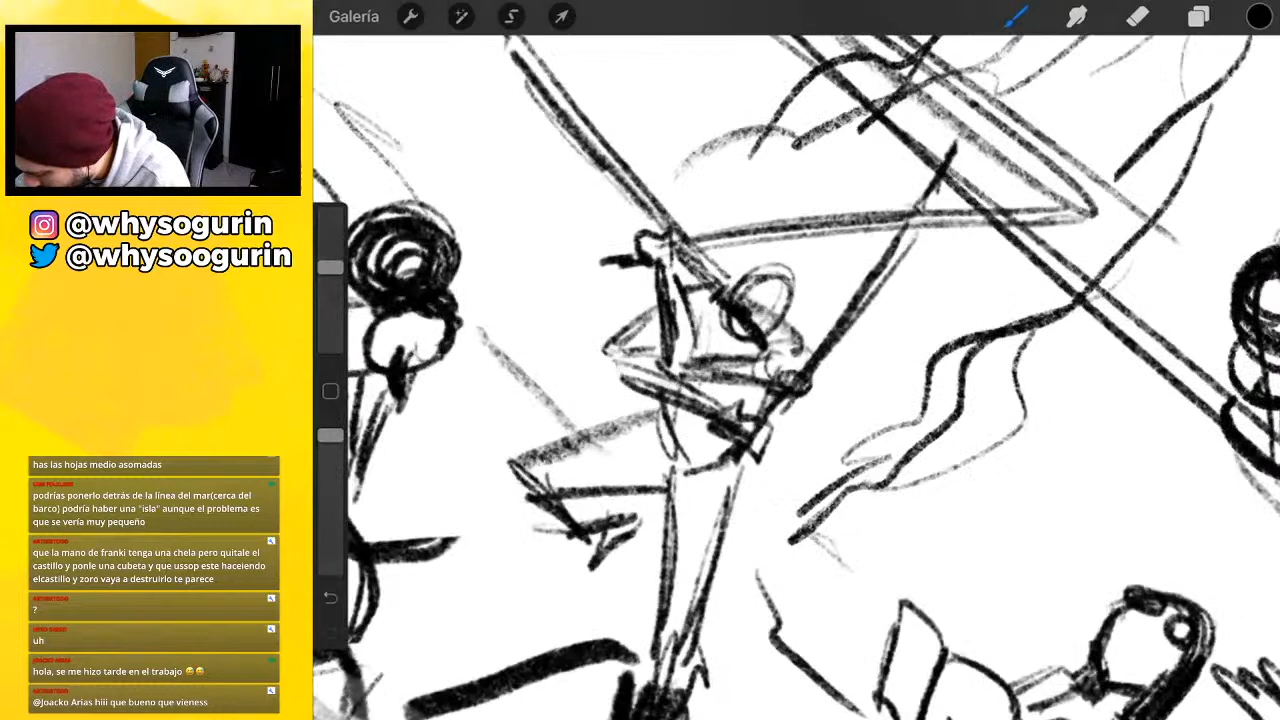 Galería
@whysogurin
@whysoogurin
has las hojas medio asomadas
podrías ponerlo detrás de la línea del mar(cerca del
barco) podría haber una "isla" aunque el problema es
que se vería muy pequeño
que la mano de franki tenga una chela pero quitale el
castillo y ponle una cubeta y que ussop este haceiendo
elcastillo y zoro vaya a destruirlo te parece
?
uh
JOACKO ARIAS
hola, se me hizo tarde en el trabajo 😅😅
@Joacko Arias hiii que bueno que vieness